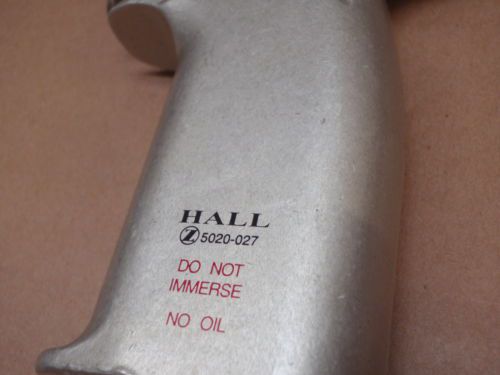 HALL
Z 5020-027
DO NOT
IMMERSE
NO OIL